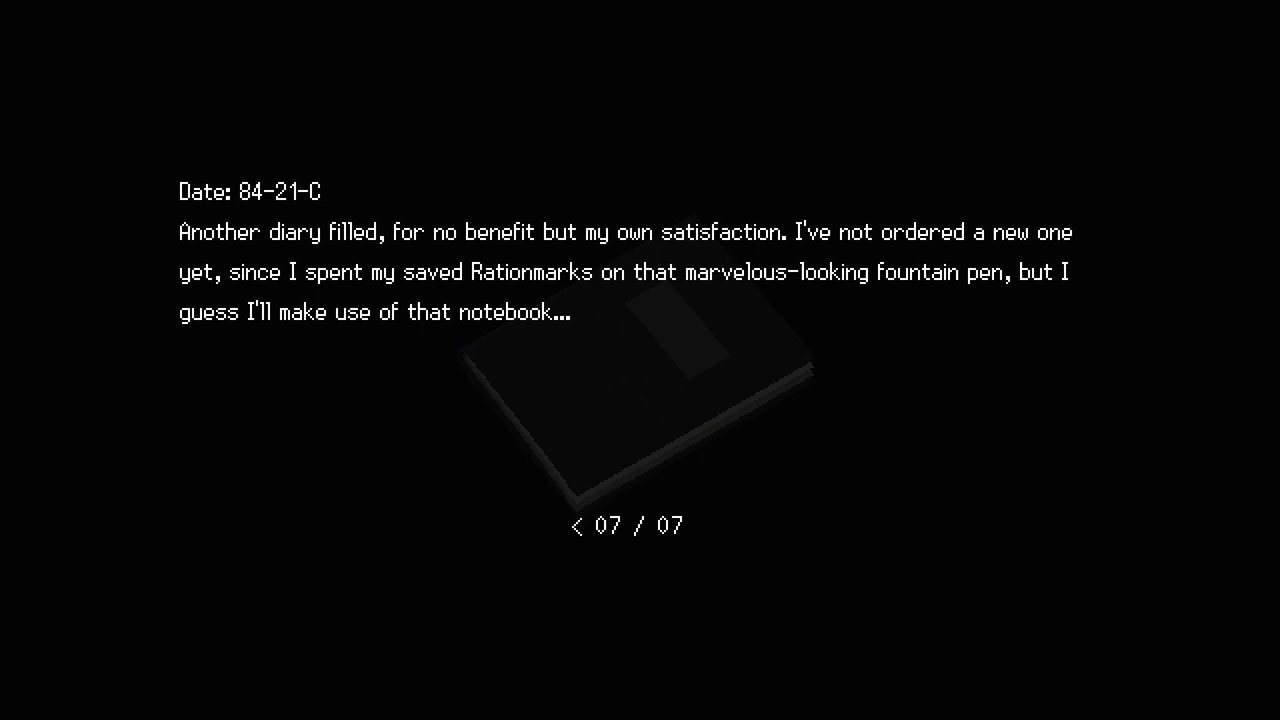 Date: 84-21-C
Another diary filled, for no benefit but my own satisfaction. I've not ordered a new one
yet, since I spent my saved Rationmarks on that marvelous-looking fountain pen, but I
guess I'll make use of that notebook...
< 07 / 07